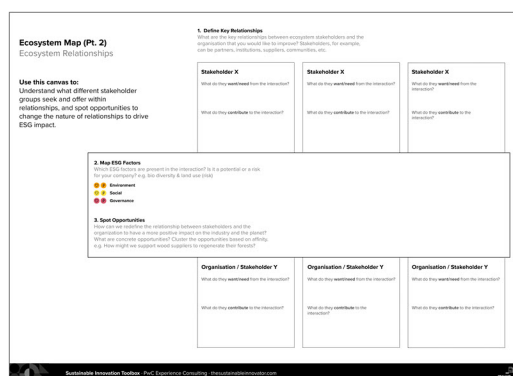 Ecosystem Map (Pt. 2)
Ecosystem Relationships
Use this canvas to:
Understand what different stakeholder
groups seek and offer within
relationships, and spot opportunities to
change the nature of relationships to drive
ESG impact.
1. Define Key Relationships
What are the key relationships between ecosystem stakeholders and the
organisation that you would like to improve? Stakeholders, for example,
can be partners, institutions, suppliers, communities, etc.
Stakeholder X
What do they want/need from the interaction?
What do they contribute to the interaction?
Stakeholder X
What do they want/need from the interaction?
What do they contribute to the interaction?
Stakeholder X
What do they want/need from the
interaction?
What do they contribute to the
interaction?
2. Map ESG Factors
Which ESG factors are present in the interaction? Is it a potential or a risk
for your company? e.g. bio diversity & land use (risk)
Environment
Social
Governance
3. Spot Opportunities
How can we redefine the relationship between stakeholders and the
organisation to have a more positive impact on the industry and the planet?
What are concrete opportunities? Cluster the opportunities based on affinity.
e.g. How might we support wood suppliers to regenerate their forests?
Organisation / Stakeholder Y
What do they want/need from the interaction?
What do they contribute to the interaction?
Organisation / Stakeholder Y
What do they want/need from the interaction?
What do they contribute to the
interaction?
Organisation / Stakeholder Y
What do they want/need from the interaction?
What do they contribute to the interaction?
Sustainable Innovation Toolbox · PwC Experience Consulting · thesustainableinnovator.com